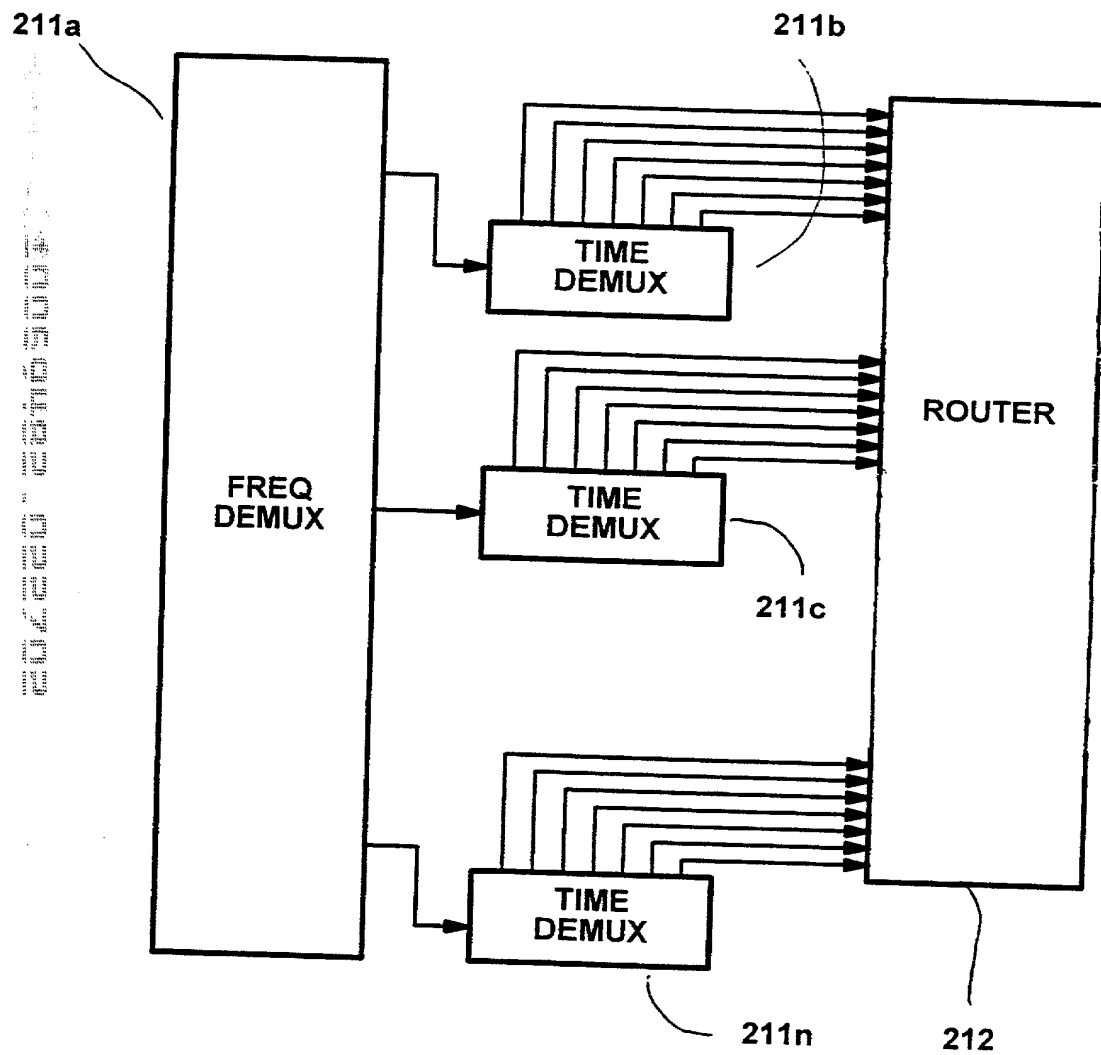 211a
211b
TIME
DEMUX
ROUTER
FREQ
DEMUX
TIME
DEMUX
211c
TIME
DEMUX
211n
212